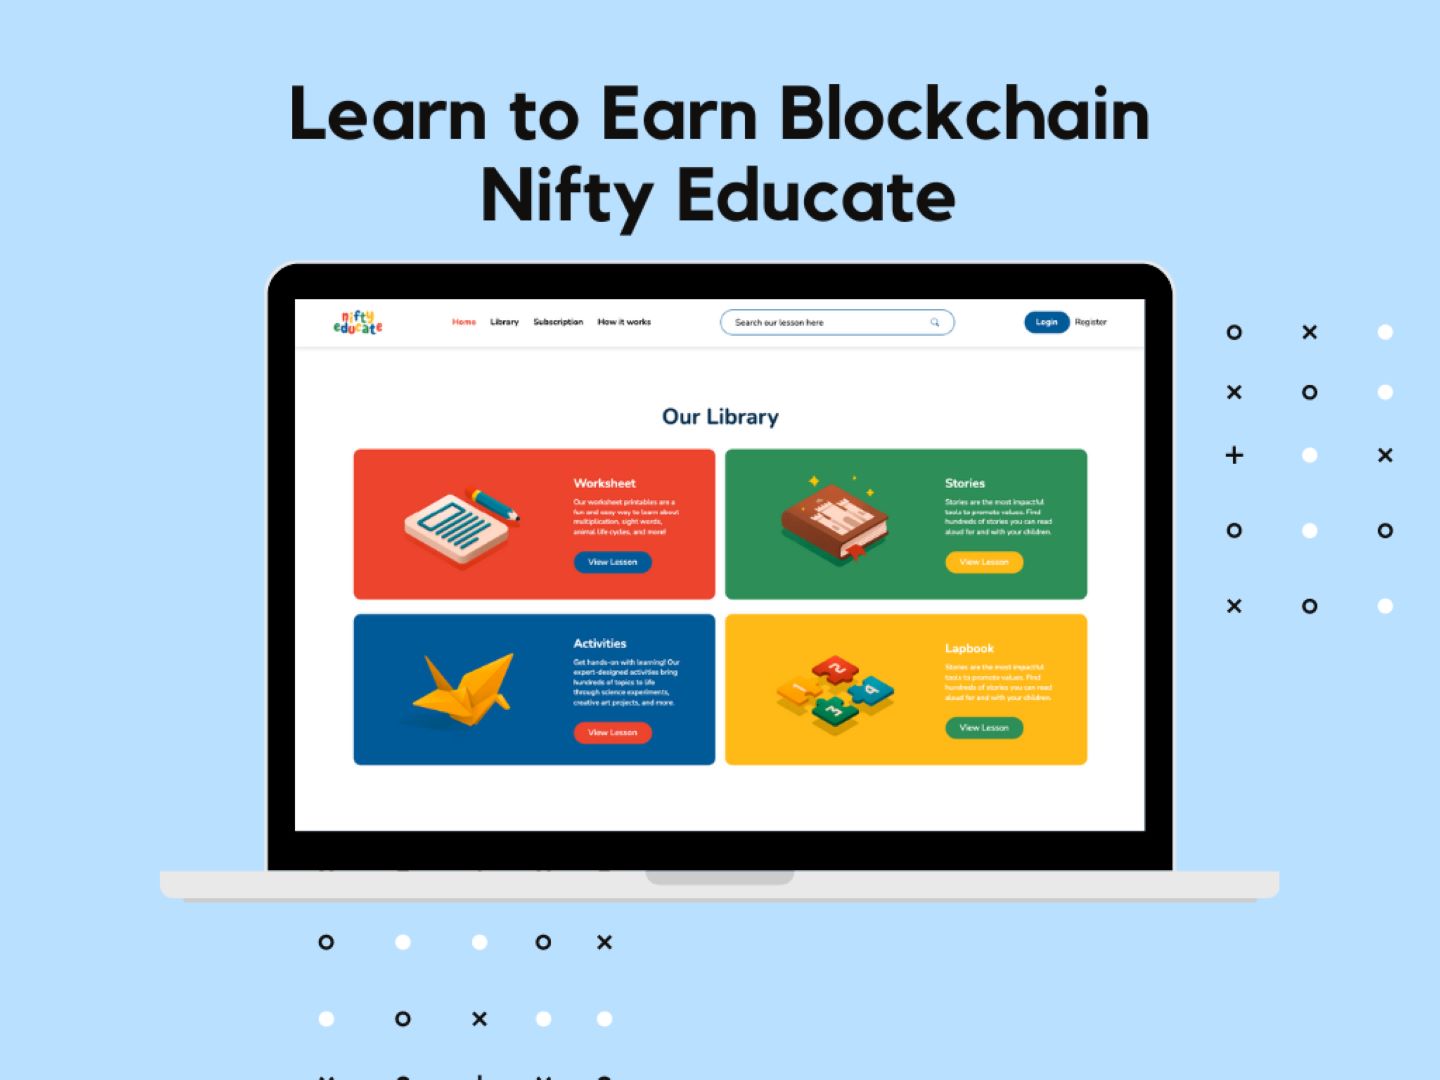 Learn to Earn Blockchain
Nifty Educate
nifty
educate
Home Library Subscription How it works
Search our lesson here
Login Register
Our Library
Worksheet
Our worksheet printables are a
fun and easy way to learn about
multiplication, sight words,
animal life cycles, and more!
View Lesson
Stories
Stories are the most impactful
tools to promote values. Find
hundreds of stories you can read
aloud for and with your children.
View Lesson
Activities
Get hands-on with learning! Our
expert-designed activities bring
hundreds of topics to life
through science experiments,
creative art projects, and more.
View Lesson
1
2
3
4
Lapbook
Stories are the most impactful
tools to promote values. Find
hundreds of stories you can read
aloud for and with your children.
View Lesson